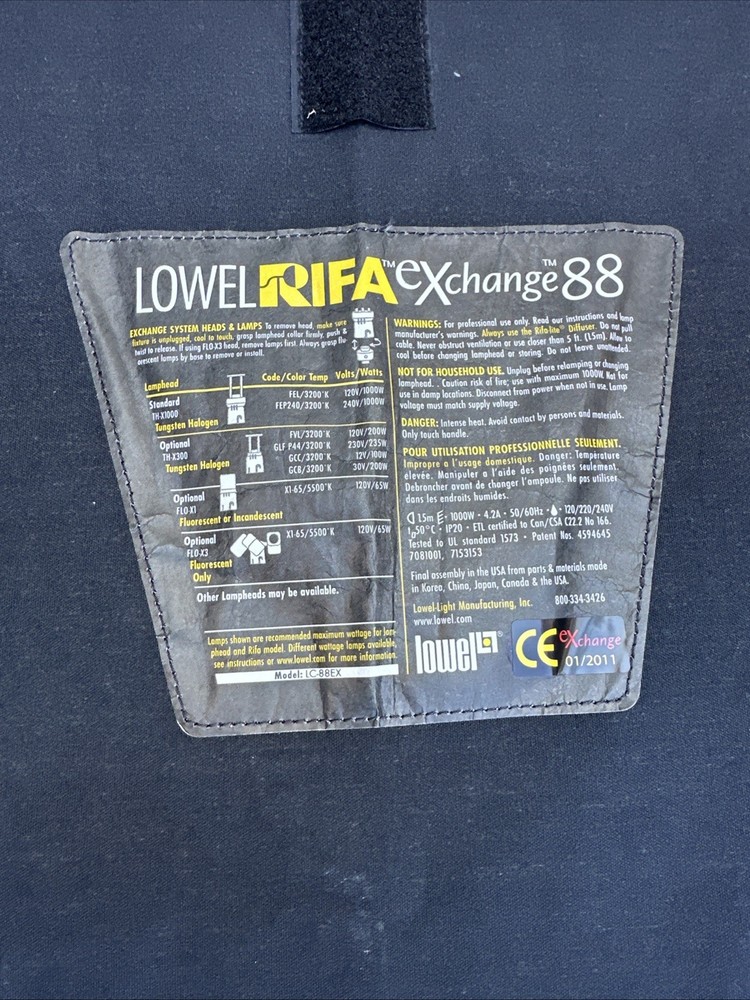 LOWEL RIFA™ eXchange™ 88
EXCHANGE SYSTEM HEADS & LAMPS To remove head, make sure
fixture is unplugged, cool to touch, grasp lamphead collar firmly, push &
twist to release. If using FLO-X3 head, remove lamps first. Always grasp flu-
orescent lamps by base to remove or install.
Lamphead Code/Color Temp Volts/Watts
Standard FEL/3200°K 120V/1000W
TH-X1000 FEP240/3200°K 240V/1000W
Tungsten Halogen
Optional FVL/3200°K 120V/200W
TH-X300 GLF P44/3200°K 230V/235W
Tungsten Halogen GCC/3200°K 12V/100W
GCB/3200°K 30V/200W
Optional X1-65/5500°K 120V/65W
FLO-X1
Fluorescent or Incandescent
Optional X1-65/5500°K 120V/65W
FLO-X3
Fluorescent
Only
Other Lampheads may be available.
Lamps shown are recommended maximum wattage for lam-
phead and Rifa model. Different wattage lamps available,
see instructions or www.lowel.com for more information.
Model: LC-88EX
WARNINGS: For professional use only. Read our instructions and lamp
manufacturer's warnings. Always use the Rifa-lite® Diffuser. Do not pull
cable. Never obstruct ventilation or use closer than 5 ft. (1.5m). Allow to
cool before changing lamphead or storing. Do not leave unattended.
NOT FOR HOUSEHOLD USE. Unplug before relamping or changing
lamphead. . Caution risk of fire; use with maximum 1000W. Not for
use in damp locations. Disconnect from power when not in use. Lamp
voltage must match supply voltage.
DANGER: Intense heat. Avoid contact by persons and materials.
Only touch handle.
POUR UTILISATION PROFESSIONNELLE SEULEMENT.
Impropre a l'usage domestique. Danger: Température
élevée. Manipuler a l'aide des poignées seulement.
Debrancher avant de changer l'ampoule. Ne pas utiliser
dans les endroits humides.
1.5m • 1000W • 4.2A • 50/60Hz • 120/220/240V
50°C • IP20 • ETL certified to Can/CSA C22.2 No 166.
Tested to UL standard 1573 • Patent Nos. 4594645
7081001, 7153153
Final assembly in the USA from parts & materials made
in Korea, China, Japan, Canada & the USA.
Lowel-Light Manufacturing, Inc. 800-334-3426
www.lowel.com
lowel® CE eXchange
01/2011